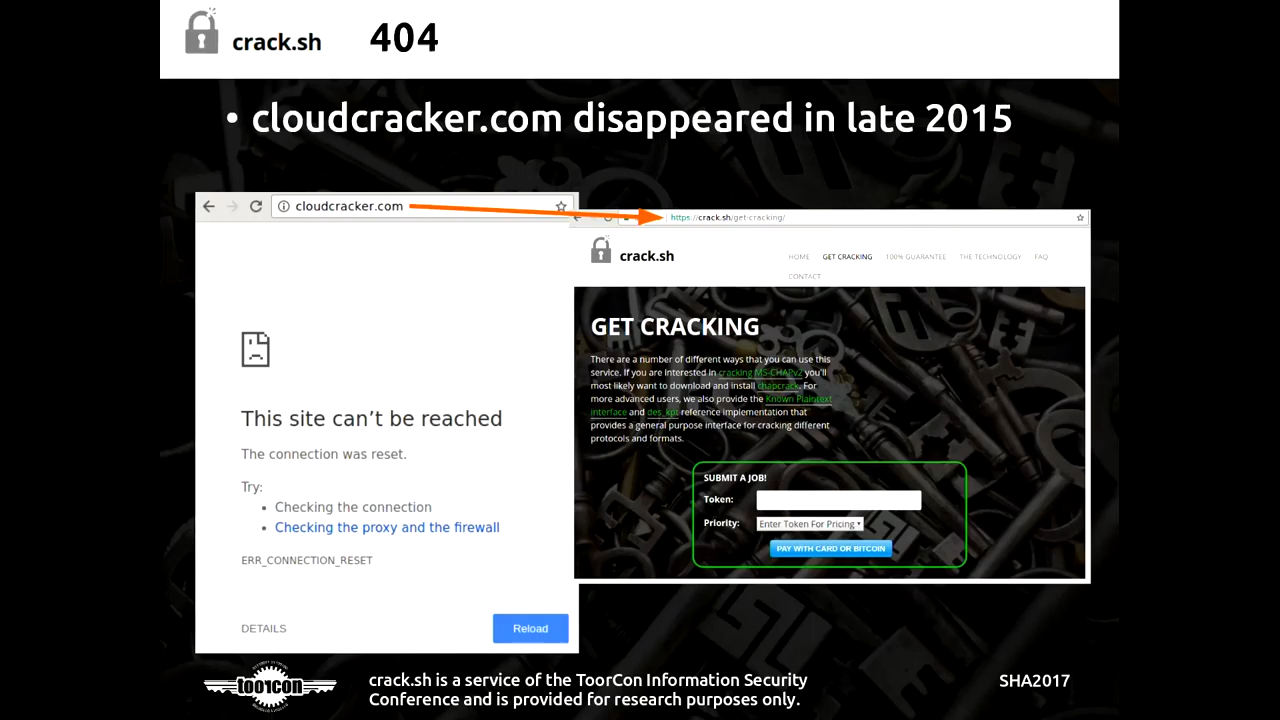 crack.sh
404
• cloudcracker.com disappeared in late 2015
cloudcracker.com
This site can't be reached
The connection was reset.
Try:
• Checking the connection
• Checking the proxy and the firewall
ERR_CONNECTION_RESET
DETAILS
Reload
https://crack.sh/get-cracking/
crack.sh
HOME GET CRACKING 100% GUARANTEE THE TECHNOLOGY FAQ
CONTACT
GET CRACKING
There are a number of different ways that you can use this
service. If you are interested in cracking MS-CHAPv2 you'll
most likely want to download and install chapcrack. For
more advanced users, we also provide the Known Plaintext
interface and des_kpt reference implementation that
provides a general purpose interface for cracking different
protocols and formats.
SUBMIT A JOB!
Token:
Priority: Enter Token For Pricing
PAY WITH CARD OR BITCOIN
toorcon
crack.sh is a service of the ToorCon Information Security
Conference and is provided for research purposes only.
SHA2017